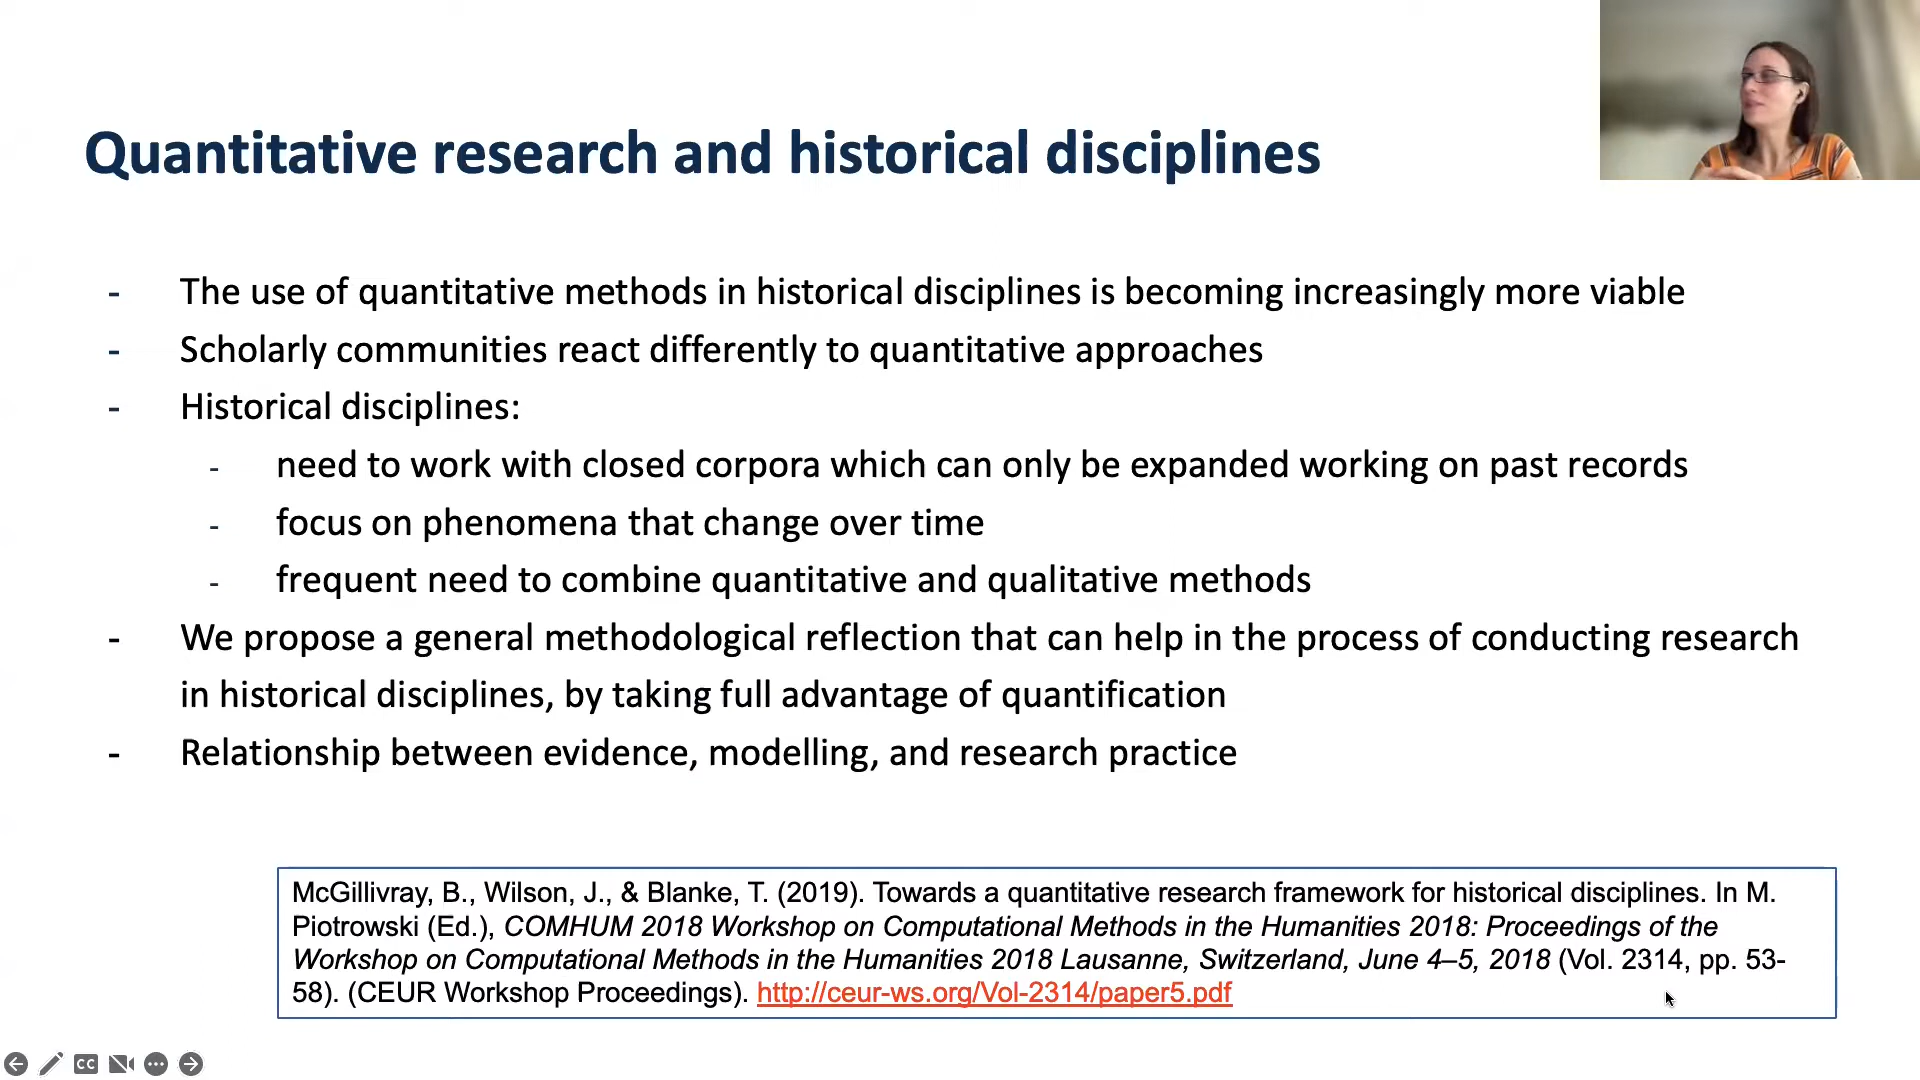 Quantitative research and historical disciplines
- The use of quantitative methods in historical disciplines is becoming increasingly more viable
- Scholarly communities react differently to quantitative approaches
- Historical disciplines:
- need to work with closed corpora which can only be expanded working on past records
- focus on phenomena that change over time
- frequent need to combine quantitative and qualitative methods
- We propose a general methodological reflection that can help in the process of conducting research
in historical disciplines, by taking full advantage of quantification
- Relationship between evidence, modelling, and research practice
McGillivray, B., Wilson, J., & Blanke, T. (2019). Towards a quantitative research framework for historical disciplines. In M.
Piotrowski (Ed.), COMHUM 2018 Workshop on Computational Methods in the Humanities 2018: Proceedings of the
Workshop on Computational Methods in the Humanities 2018 Lausanne, Switzerland, June 4–5, 2018 (Vol. 2314, pp. 53-
58). (CEUR Workshop Proceedings). http://ceur-ws.org/Vol-2314/paper5.pdf
CC